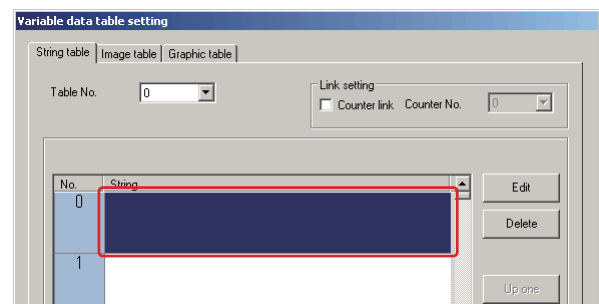 Variable data table setting
String table Image table Graphic table
Table No. 0 Link setting
Counter link Counter No. 0
No. String Edit
0
Delete
1
Up one